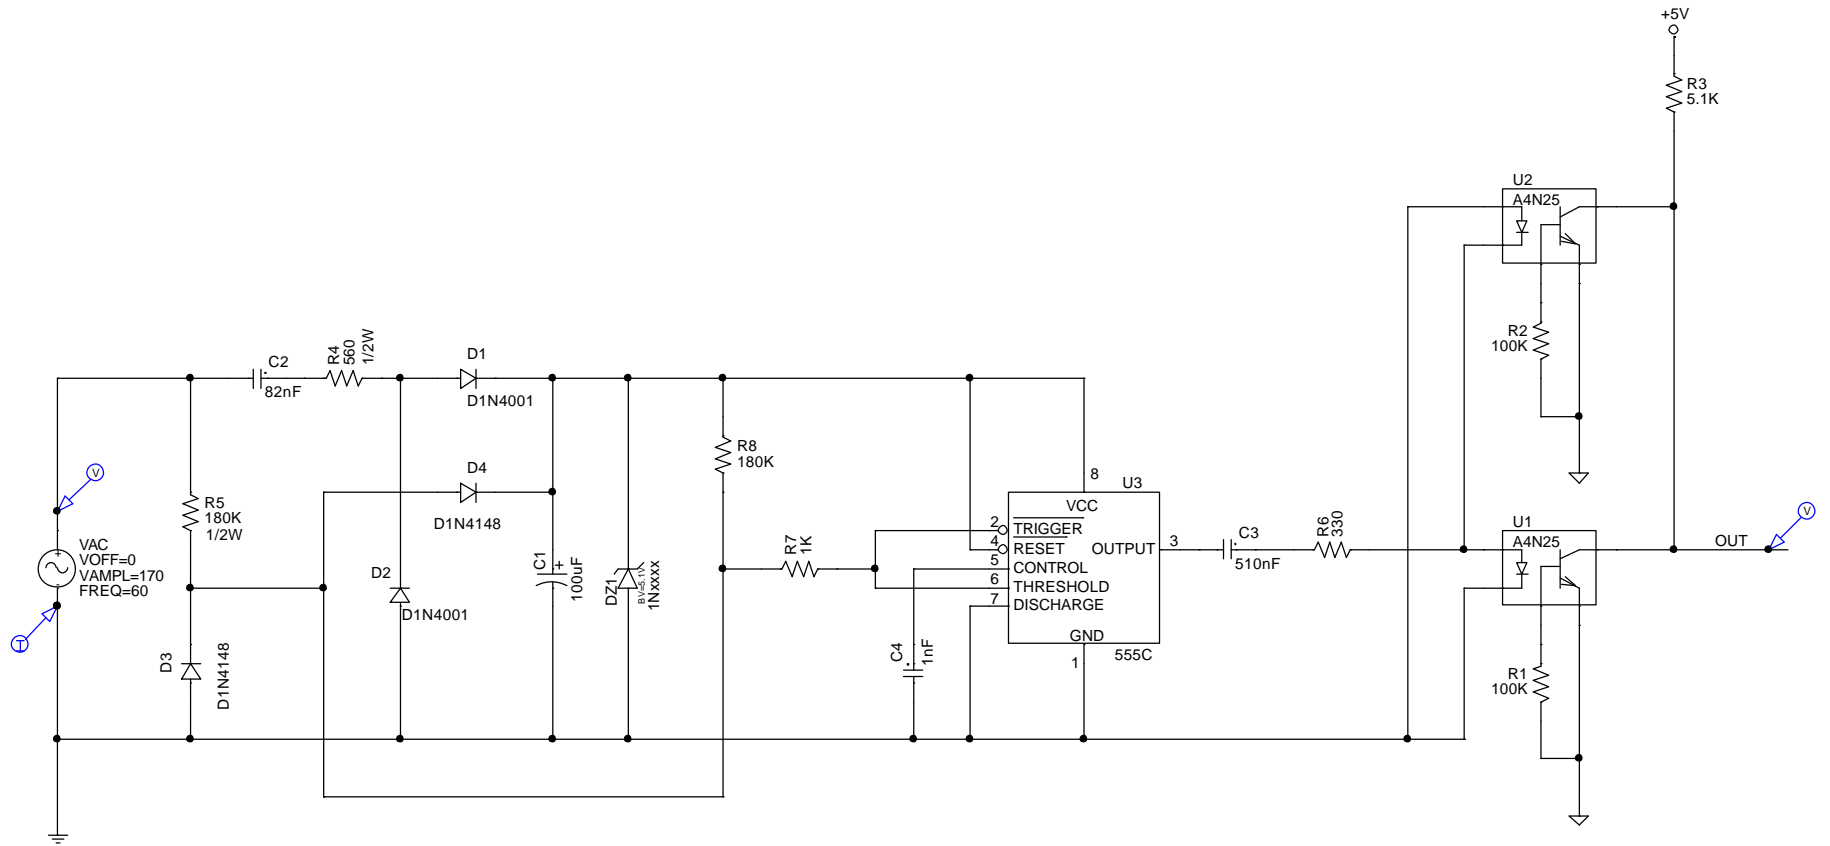 +5V
R3
5.1K
U2
A4N25
R2
100K
C2
82nF
R4
560
1/2W
D1
D1N4001
R8
180K
D4
D1N4148
R5
180K
1/2W
V
VAC
VOFF=0
VAMPL=170
FREQ=60
I
D3
D1N4148
D2
D1N4001
C1
+
100uF
DZ1
BV=5.1V
1Nxxxx
R7
1K
8
U3
VCC
2
TRIGGER
4
RESET
OUTPUT
3
5
CONTROL
6
THRESHOLD
7
DISCHARGE
GND
1
555C
C4
1nF
C3
510nF
R6
330
U1
A4N25
OUT
V
R1
100K